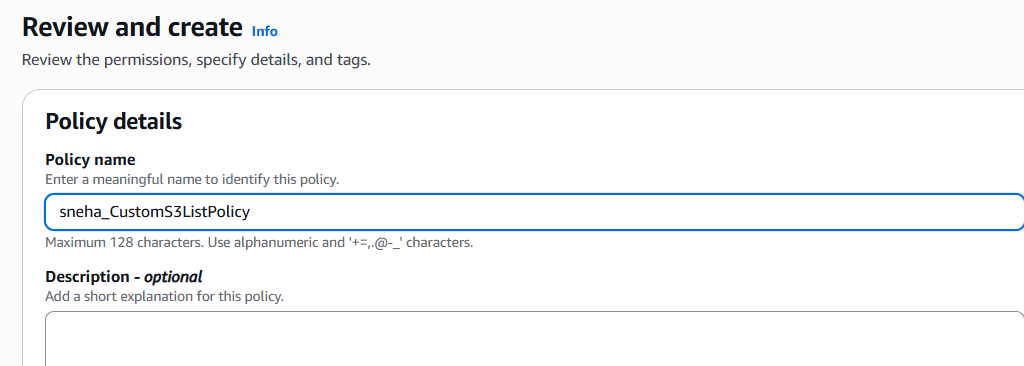 Review and create Info
Review the permissions, specify details, and tags.
Policy details
Policy name
Enter a meaningful name to identify this policy.
sneha_CustomS3ListPolicy
Maximum 128 characters. Use alphanumeric and '+=,.@-_' characters.
Description - optional
Add a short explanation for this policy.